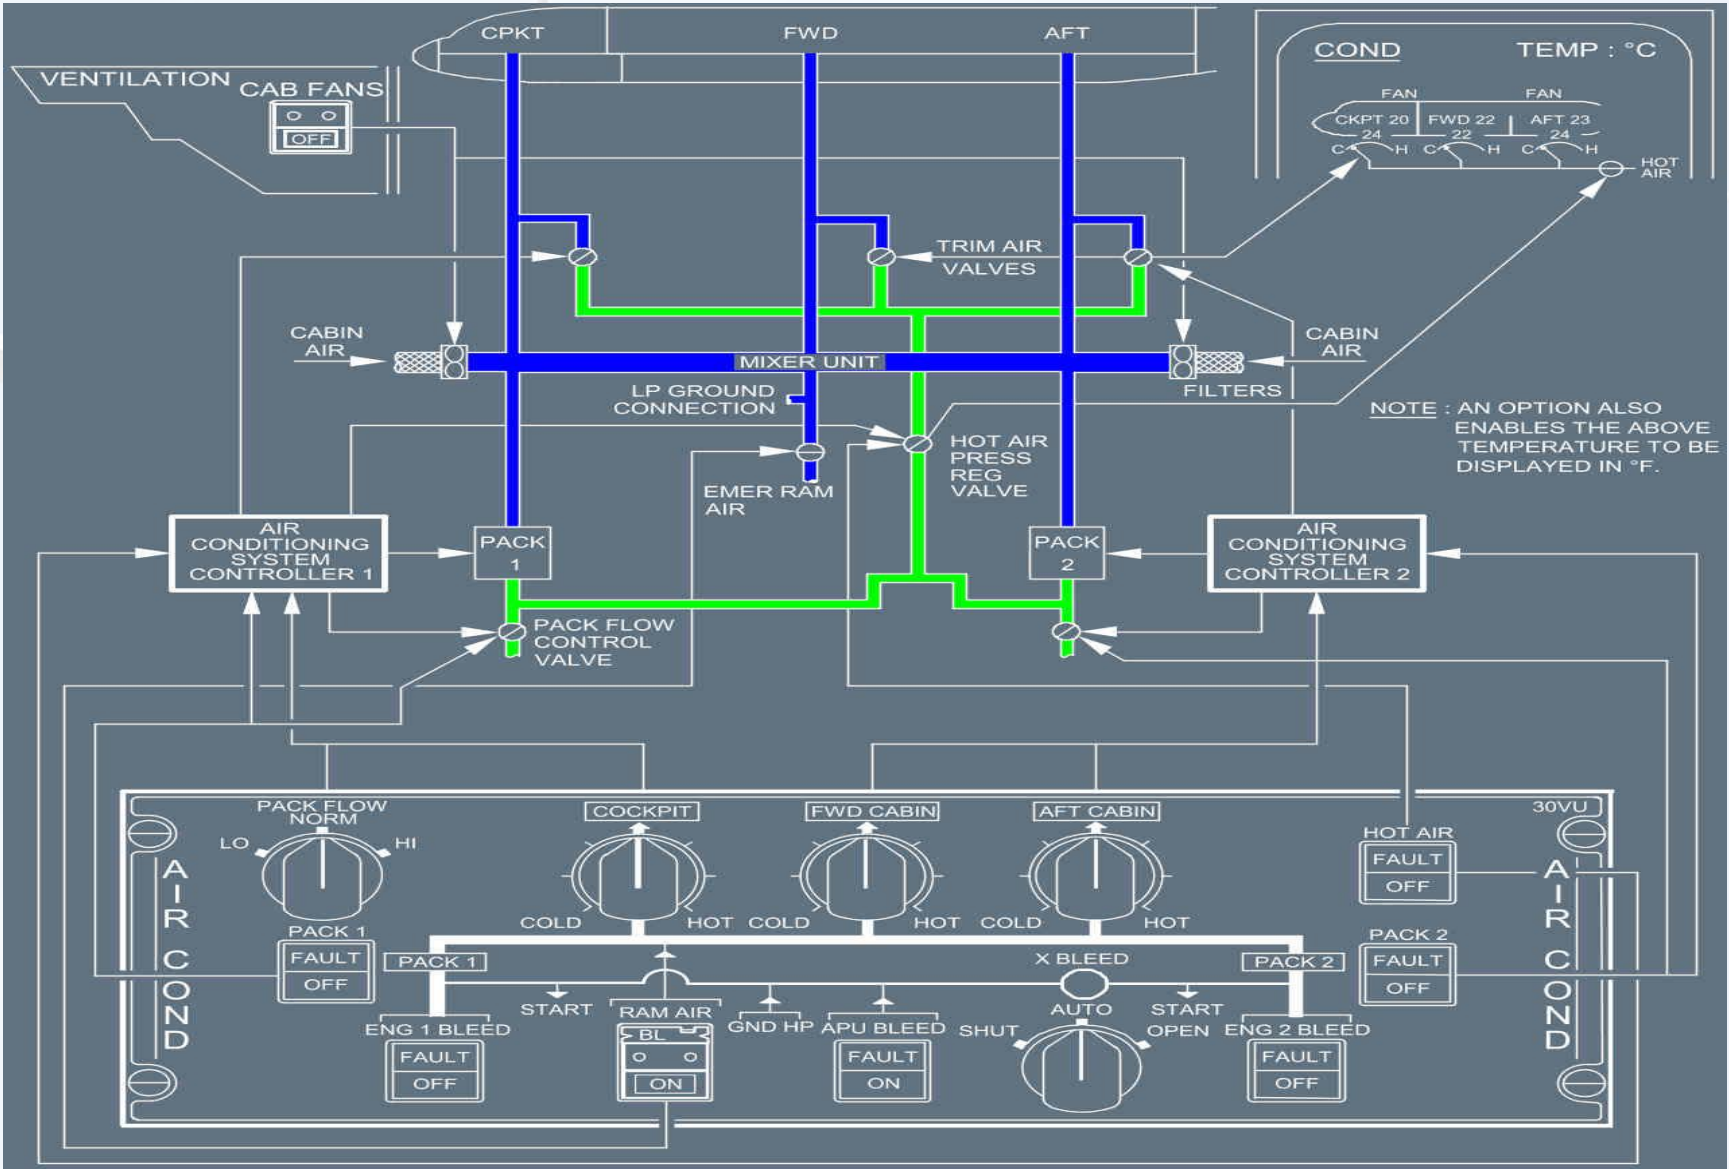 CPKT
FWD
AFT
VENTILATION
CAB FANS
OFF
COND
TEMP : °C
FAN
FAN
CKPT 20
FWD 22
AFT 23
24
22
24
C
H
C
H
C
H
HOT
AIR
TRIM AIR
VALVES
CABIN
AIR
MIXER UNIT
CABIN
AIR
FILTERS
LP GROUND
CONNECTION
NOTE : AN OPTION ALSO
ENABLES THE ABOVE
TEMPERATURE TO BE
DISPLAYED IN °F.
HOT AIR
PRESS
REG
VALVE
EMER RAM
AIR
AIR
CONDITIONING
SYSTEM
CONTROLLER 1
PACK
1
PACK
2
AIR
CONDITIONING
SYSTEM
CONTROLLER 2
PACK FLOW
CONTROL
VALVE
PACK FLOW
NORM
LO
HI
COCKPIT
FWD CABIN
AFT CABIN
30VU
HOT AIR
FAULT
OFF
AIR COND
COLD
HOT
COLD
HOT
COLD
HOT
AIR COND
PACK 1
FAULT
OFF
PACK 1
X BLEED
PACK 2
PACK 2
FAULT
OFF
START
RAM AIR
GND HP
APU BLEED
AUTO
SHUT
OPEN
START
ENG 1 BLEED
FAULT
OFF
BL
ON
FAULT
ON
ENG 2 BLEED
FAULT
OFF